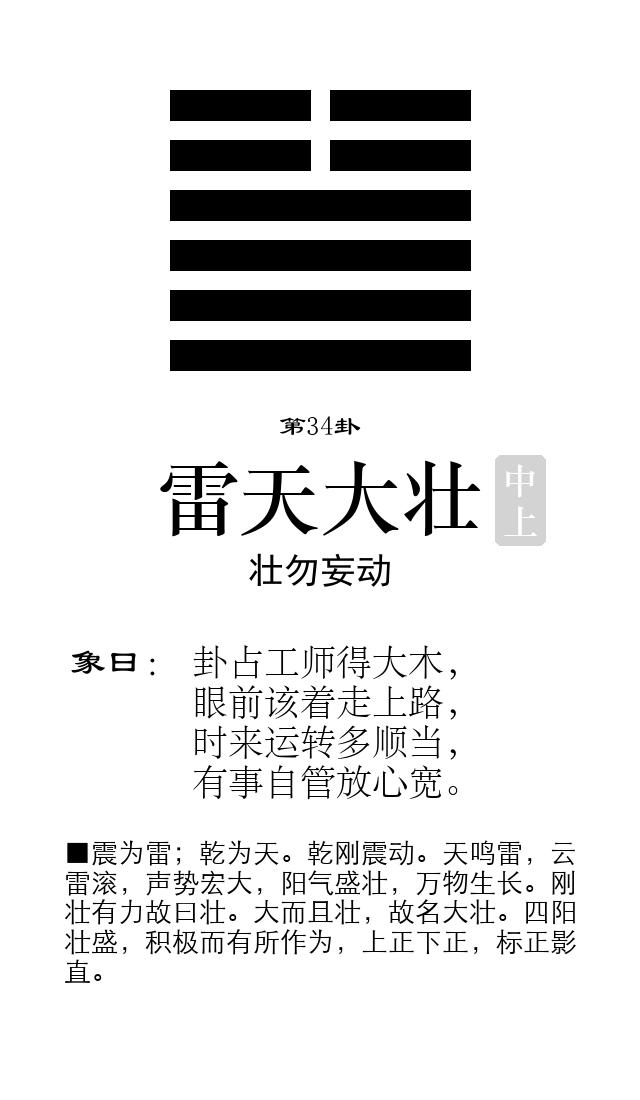 第34卦
雷天大壮
中上
壮勿妄动
象曰：卦占工师得大木，
眼前该着走上路，
时来运转多顺当，
有事自管放心宽。
■震为雷；乾为天。乾刚震动。天鸣雷，云
雷滚，声势宏大，阳气盛壮，万物生长。刚
壮有力故曰壮。大而且壮，故名大壮。四阳
壮盛，积极而有所作为，上正下正，标正影
直。